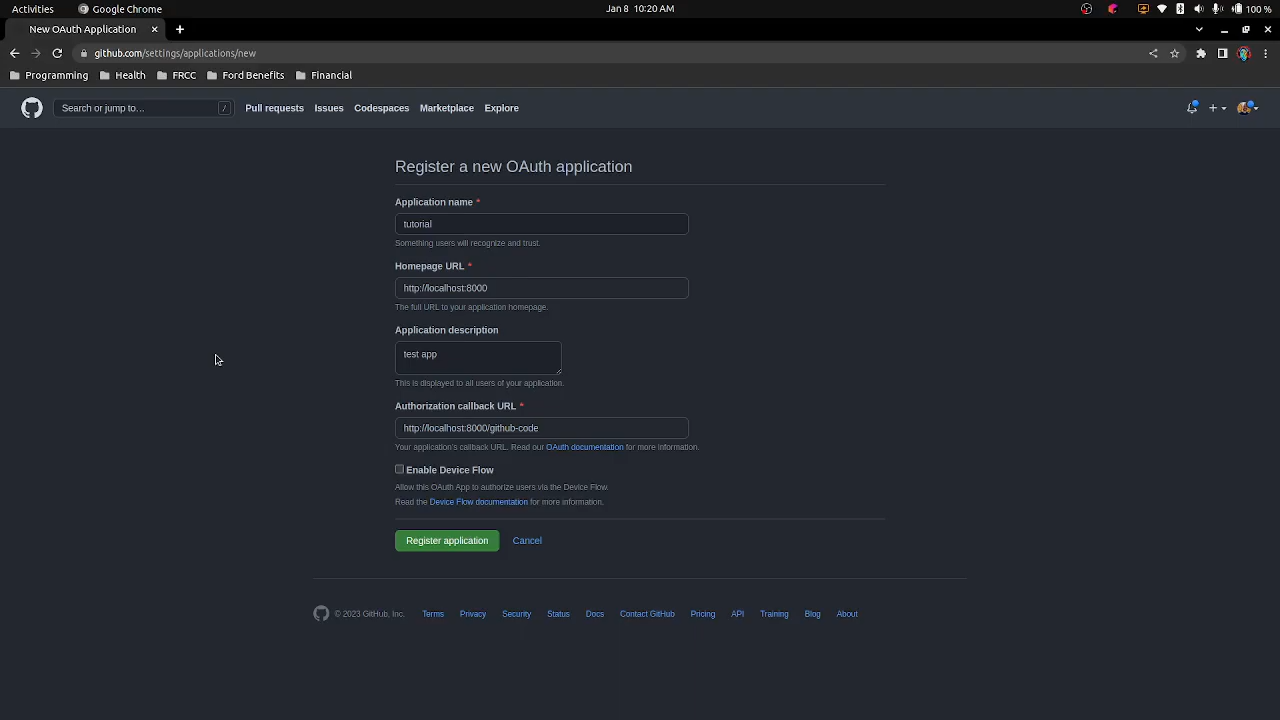 Activities
Google Chrome
Jan 8 10:20 AM
100 %
New OAuth Application
github.com/settings/applications/new
Programming
Health
FRCC
Ford Benefits
Financial
Search or jump to...
/
Pull requests
Issues
Codespaces
Marketplace
Explore
Register a new OAuth application
Application name *
tutorial
Something users will recognize and trust.
Homepage URL *
http://localhost:8000
The full URL to your application homepage.
Application description
test app
This is displayed to all users of your application.
Authorization callback URL *
http://localhost:8000/github-code
Your application's callback URL. Read our OAuth documentation for more information.
Enable Device Flow
Allow this OAuth App to authorize users via the Device Flow.
Read the Device Flow documentation for more information.
Register application
Cancel
© 2023 GitHub, Inc.
Terms
Privacy
Security
Status
Docs
Contact GitHub
Pricing
API
Training
Blog
About